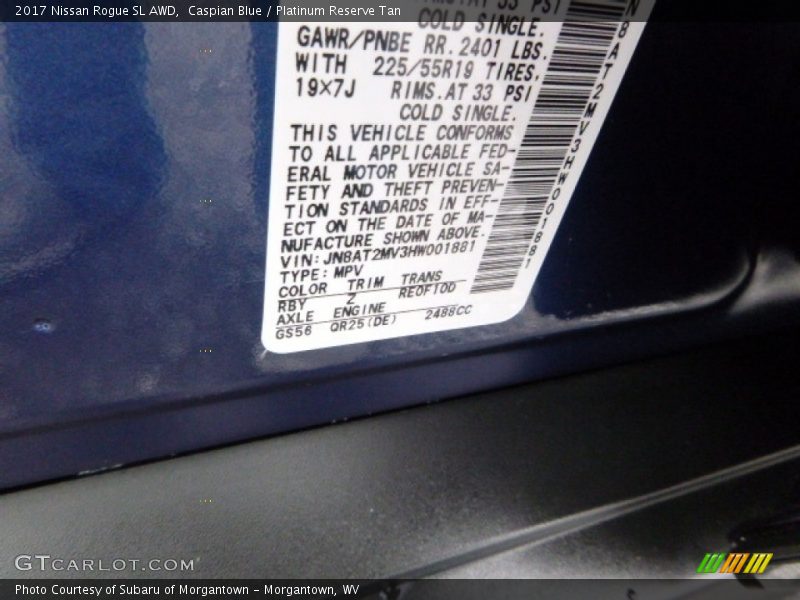 2017 Nissan Rogue SL AWD, Caspian Blue / Platinum Reserve Tan
COLD SINGLE.
GAWR/PNBE RR. 2401 LBS.
WITH 225/55R19 TIRES.
19×7J RIMS.AT 33 PSI
COLD SINGLE.
THIS VEHICLE CONFORMS
TO ALL APPLICABLE FED-
ERAL MOTOR VEHICLE SA-
FETY AND THEFT PREVEN-
TION STANDARDS IN EFF-
ECT ON THE DATE OF MA-
NUFACTURE SHOWN ABOVE.
VIN: JN8AT2MV3HW001881
TYPE: MPV
COLOR TRIM TRANS
RBY Z RE0F10D
AXLE ENGINE
GS56 QR25(DE) 2488CC
N8AT2MV3HW001881
GTCARLOT.COM
Photo Courtesy of Subaru of Morgantown - Morgantown, WV